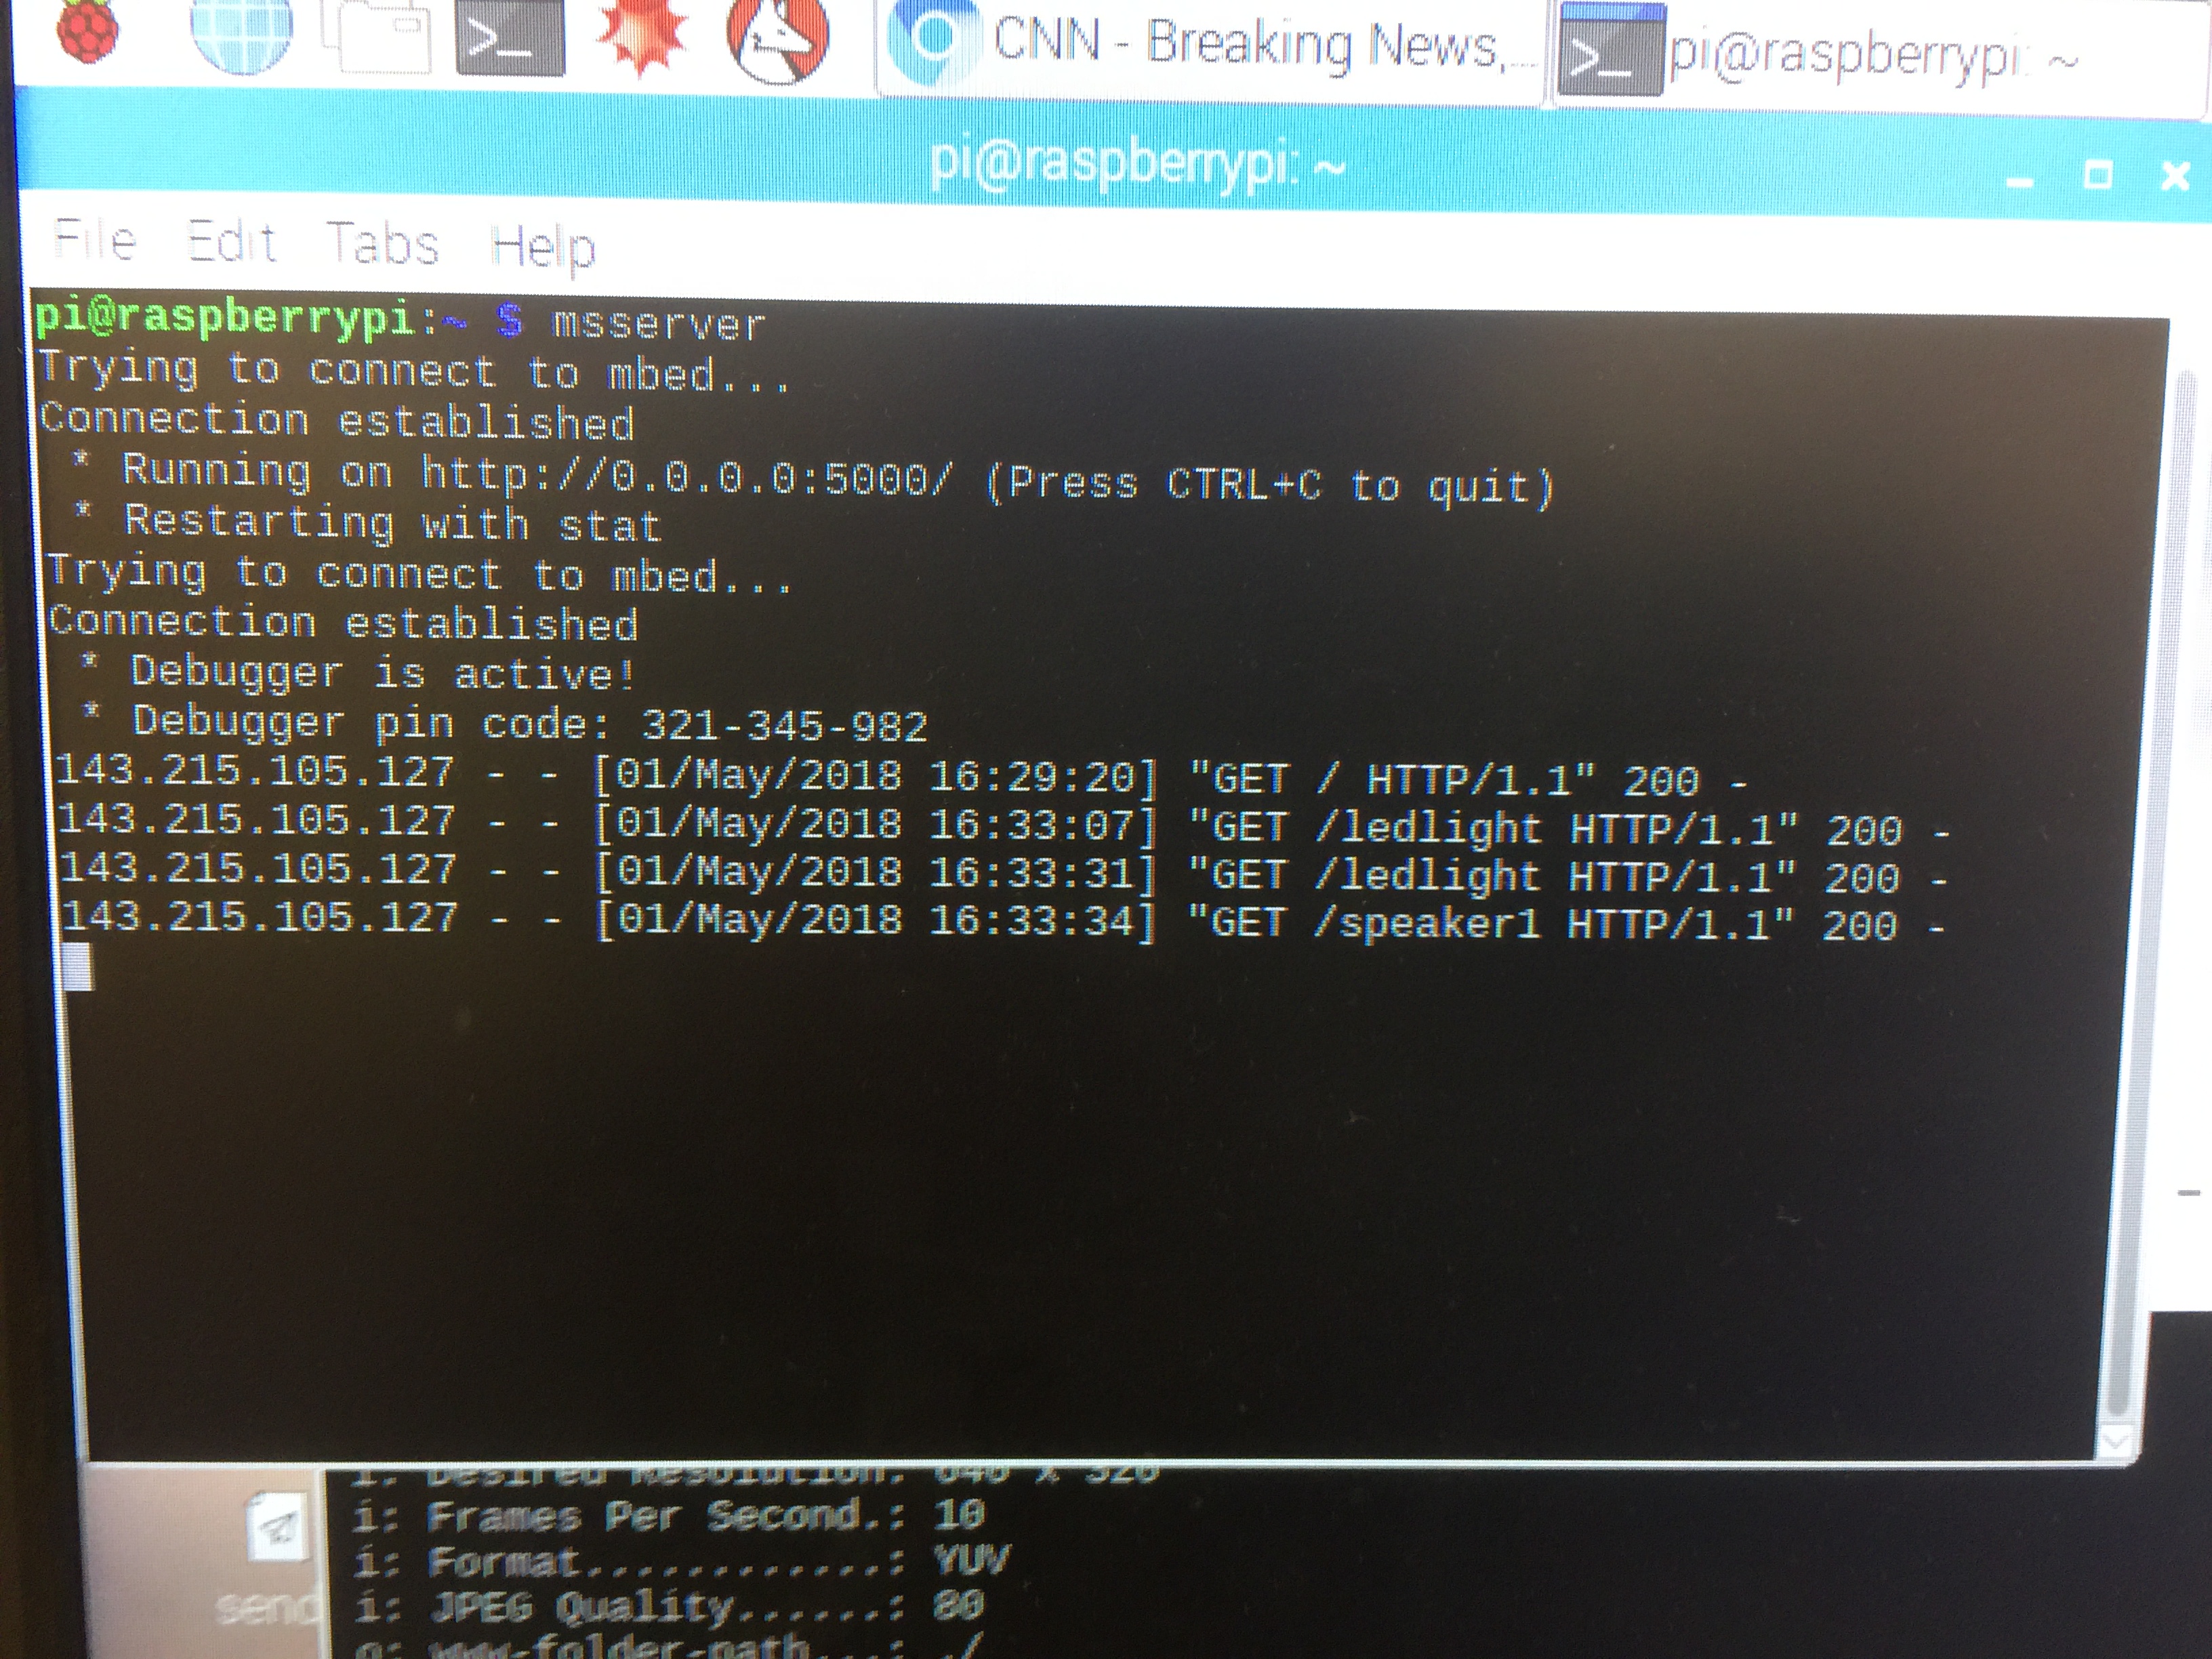 CNN - Breaking News,...
pi@raspberrypi: ~
pi@raspberrypi: ~
File Edit Tabs Help
pi@raspberrypi:~ $ msserver
Trying to connect to mbed...
Connection established
* Running on http://0.0.0.0:5000/ (Press CTRL+C to quit)
* Restarting with stat
Trying to connect to mbed...
Connection established
* Debugger is active!
* Debugger pin code: 321-345-982
143.215.105.127 - - [01/May/2018 16:29:20] "GET / HTTP/1.1" 200 -
143.215.105.127 - - [01/May/2018 16:33:07] "GET /ledlight HTTP/1.1" 200 -
143.215.105.127 - - [01/May/2018 16:33:31] "GET /ledlight HTTP/1.1" 200 -
143.215.105.127 - - [01/May/2018 16:33:34] "GET /speaker1 HTTP/1.1" 200 -
i: Desired Resolution: 640 x 320
i: Frames Per Second.: 10
i: Format............: YUV
send
i: JPEG Quality......: 80
o: www-folder-path...: ./